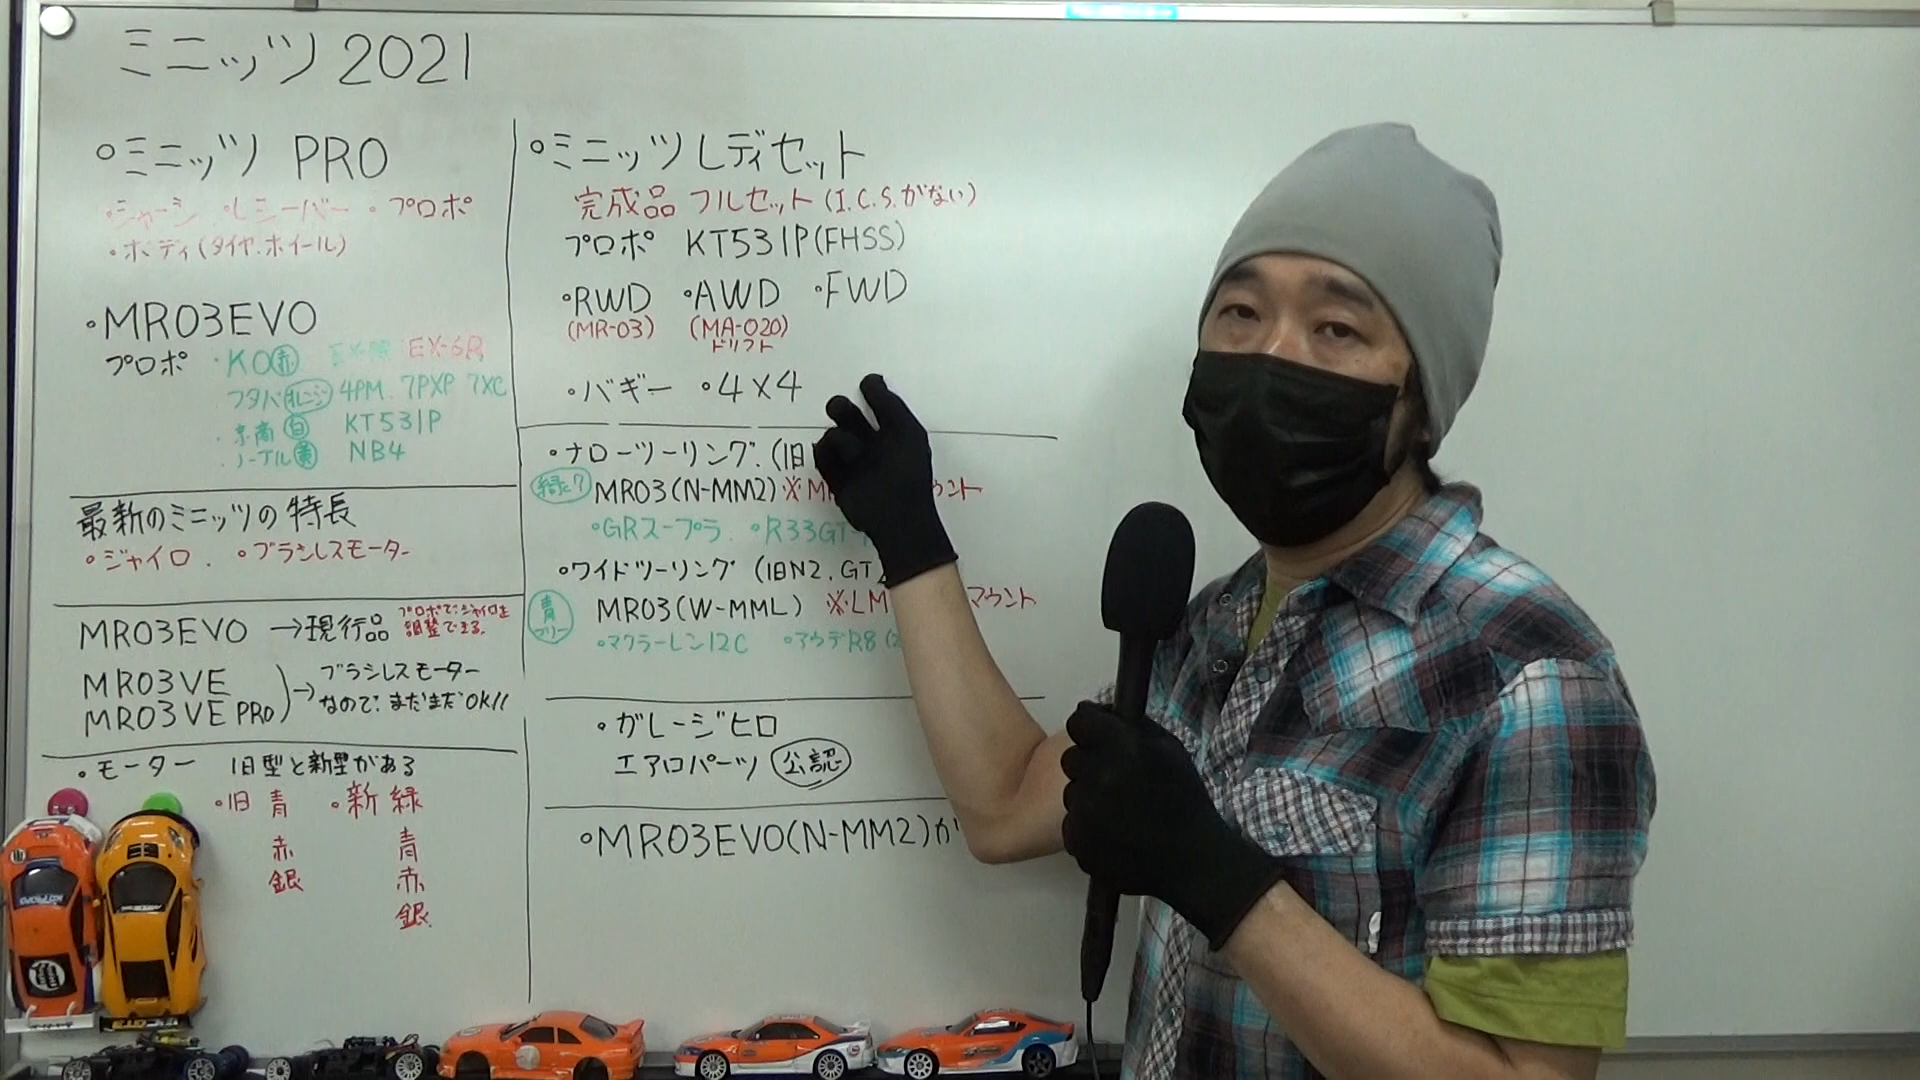 ミニッツ 2021
○ミニッツ PRO
・シャーシ ・レシーバー ・プロポ
・ボディ(タイヤ.ホイール)
・MR03EVO
プロポ ・KO赤 EX-6R
フタバオレンジ 4PM. 7PXP 7XC
・京商白 KT531P
・ノーブル黄 NB4
最新のミニッツの特長
・ジャイロ. ・ブラシレスモーター
MR03EVO →現行品 プロポでジャイロを
調整できる.
MR03VE
MR03VE PRO )→ ブラシレスモーター
なので.まだまだOK!!
・モーター 旧型と新型がある
・旧 青 ・新 緑
赤 青
銀 赤
銀
○ミニッツ レディセット
完成品 フルセット (I.C.S.がない)
プロポ KT531P(FHSS)
・RWD ・AWD ・FWD
(MR-03) (MA-020)
ドリフト
・バギー ・4X4
・ナローツーリング.(旧
MR03(N-MM2)※M ウント
・GRスープラ. ・R33GT-
・ワイドツーリング (旧N2.GT
青 MR03(W-MML) ※LM マウント
・マクラーレン12C ・アウディR8
・ガレージヒロ
エアロパーツ 公認
・MR03EVO(N-MM2)が